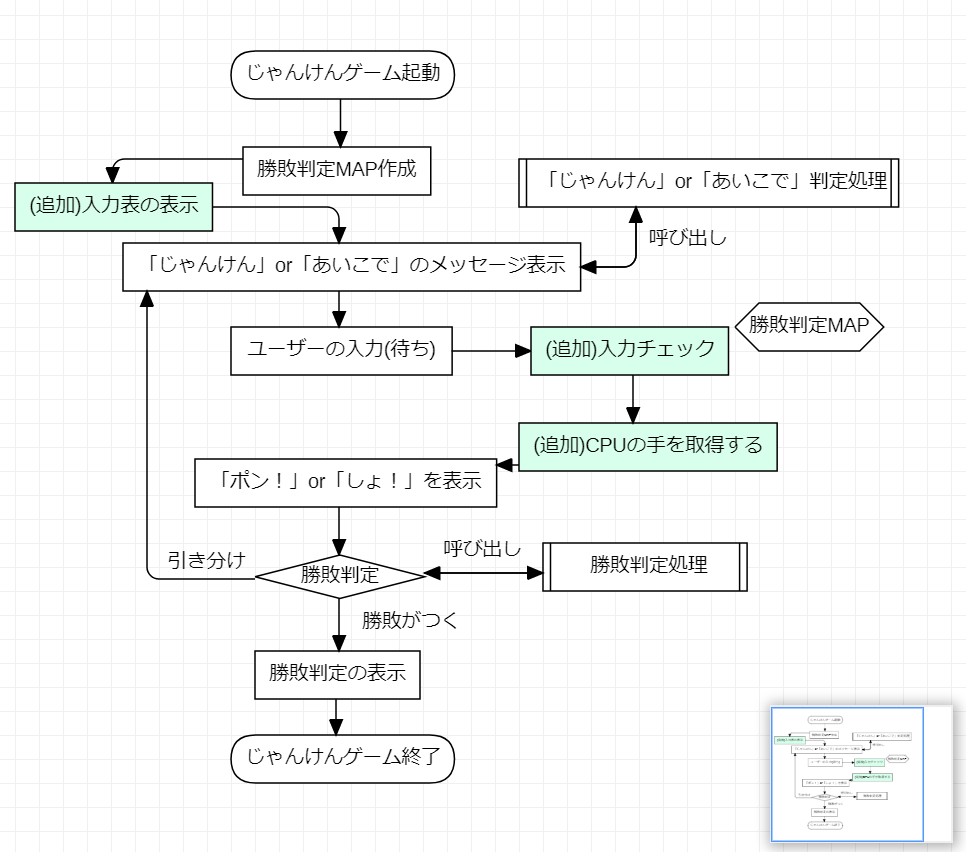 じゃんけんゲーム起動
勝敗判定MAP作成
「じゃんけん」or「あいこで」判定処理
(追加)入力表の表示
呼び出し
「じゃんけん」or「あいこで」のメッセージ表示
勝敗判定MAP
ユーザーの入力(待ち)
(追加)入力チェック
(追加)CPUの手を取得する
「ポン！」or「しょ！」を表示
呼び出し
引き分け
勝敗判定
勝敗判定処理
勝敗がつく
勝敗判定の表示
じゃんけんゲーム終了